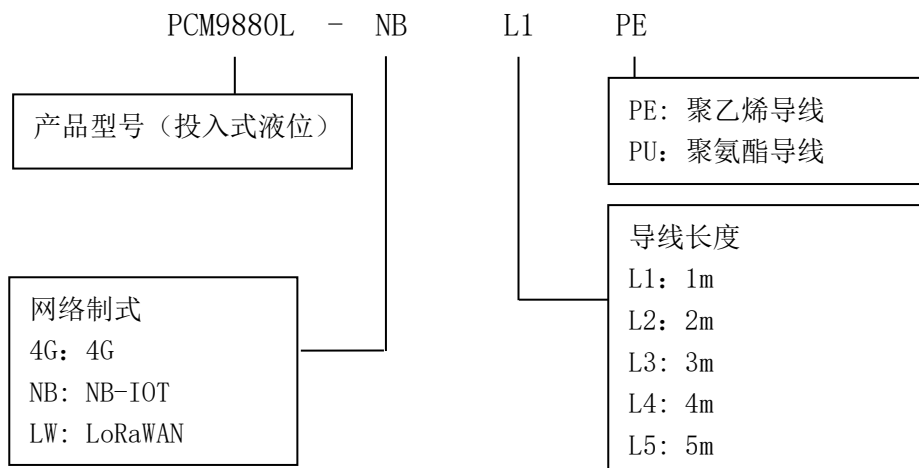 PCM9880L - NB L1 PE
产品型号（投入式液位）
PE: 聚乙烯导线
PU：聚氨酯导线
网络制式
4G：4G
NB: NB-IOT
LW: LoRaWAN
导线长度
L1：1m
L2：2m
L3: 3m
L4: 4m
L5: 5m